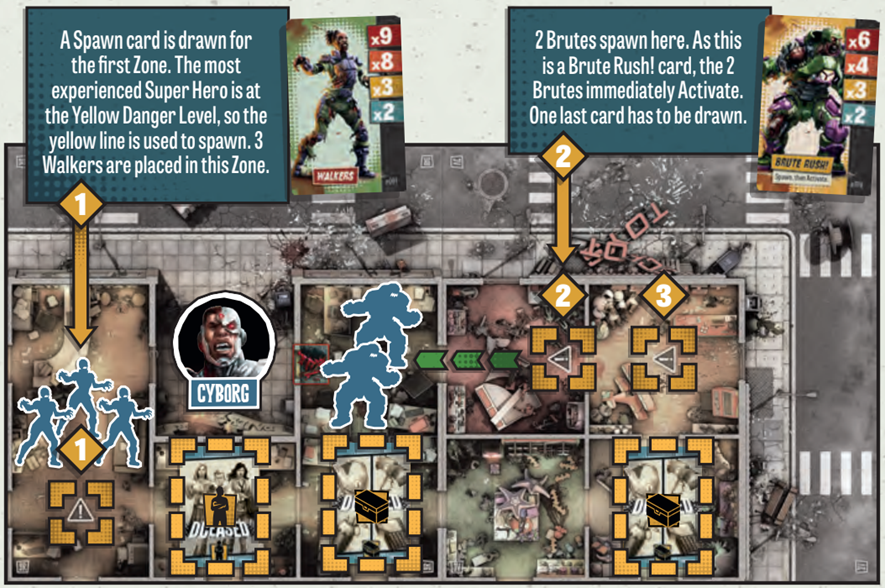 A Spawn card is drawn for
the first Zone. The most
experienced Super Hero is at
the Yellow Danger Level, so the
yellow line is used to spawn. 3
Walkers are placed in this Zone.
x9
x8
x3
x2
WALKERS
2 Brutes spawn here. As this
is a Brute Rush! card, the 2
Brutes immediately Activate.
One last card has to be drawn.
x6
x4
x3
x2
BRUTE RUSH!
Spawn, then Activate.
1
2
2
3
CYBORG
1
DCEASED